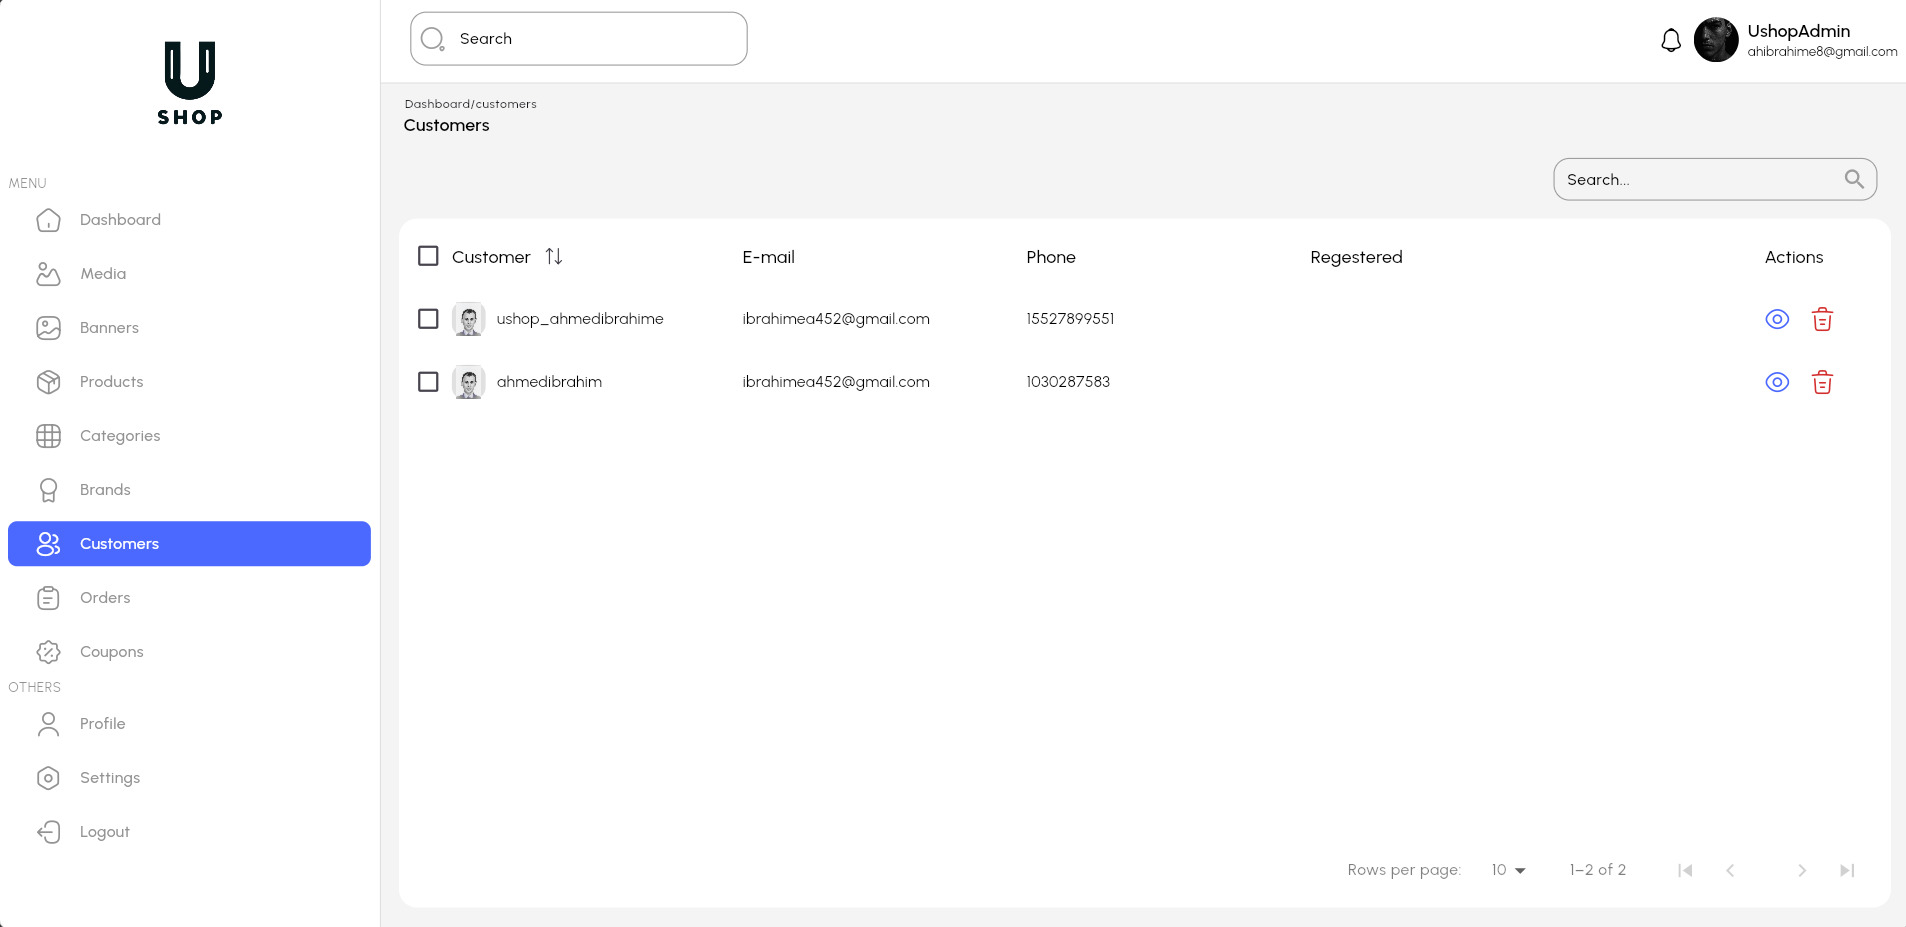 U
SHOP
MENU
Dashboard
Media
Banners
Products
Categories
Brands
Customers
Orders
Coupons
OTHERS
Profile
Settings
Logout
Search
UshopAdmin
ahibrahime8@gmail.com
Dashboard/customers
Customers
Search...
Customer E-mail Phone Regestered Actions
ushop_ahmedibrahime ibrahimea452@gmail.com 15527899551
ahmedibrahim ibrahimea452@gmail.com 1030287583
Rows per page: 10 1–2 of 2